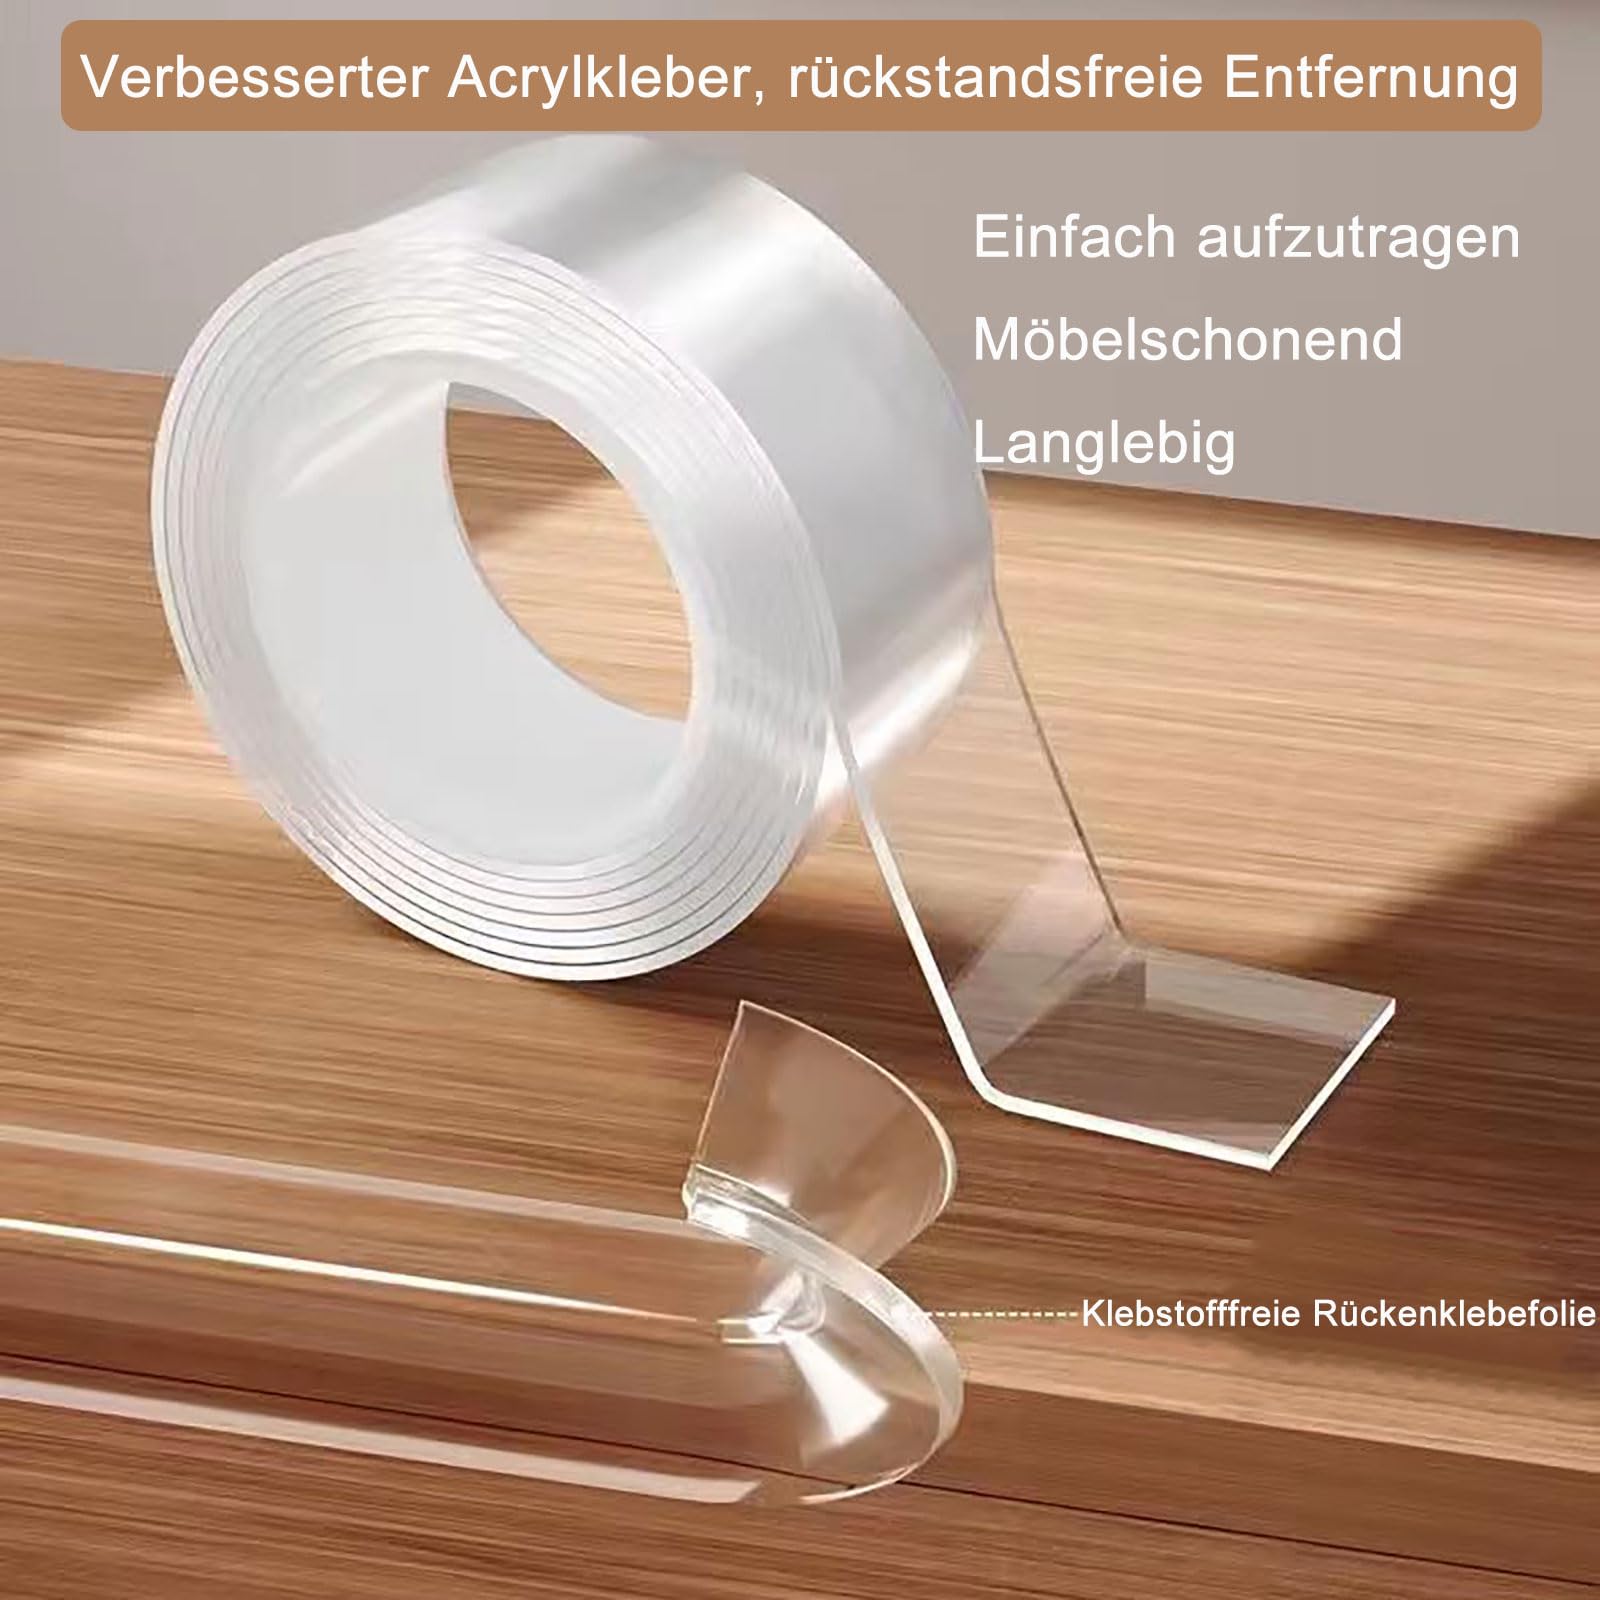 Verbesserter Acrylkleber, rückstandsfreie Entfernung
Einfach aufzutragen
Möbelschonend
Langlebig
Klebstofffreie Rückenklebefolie